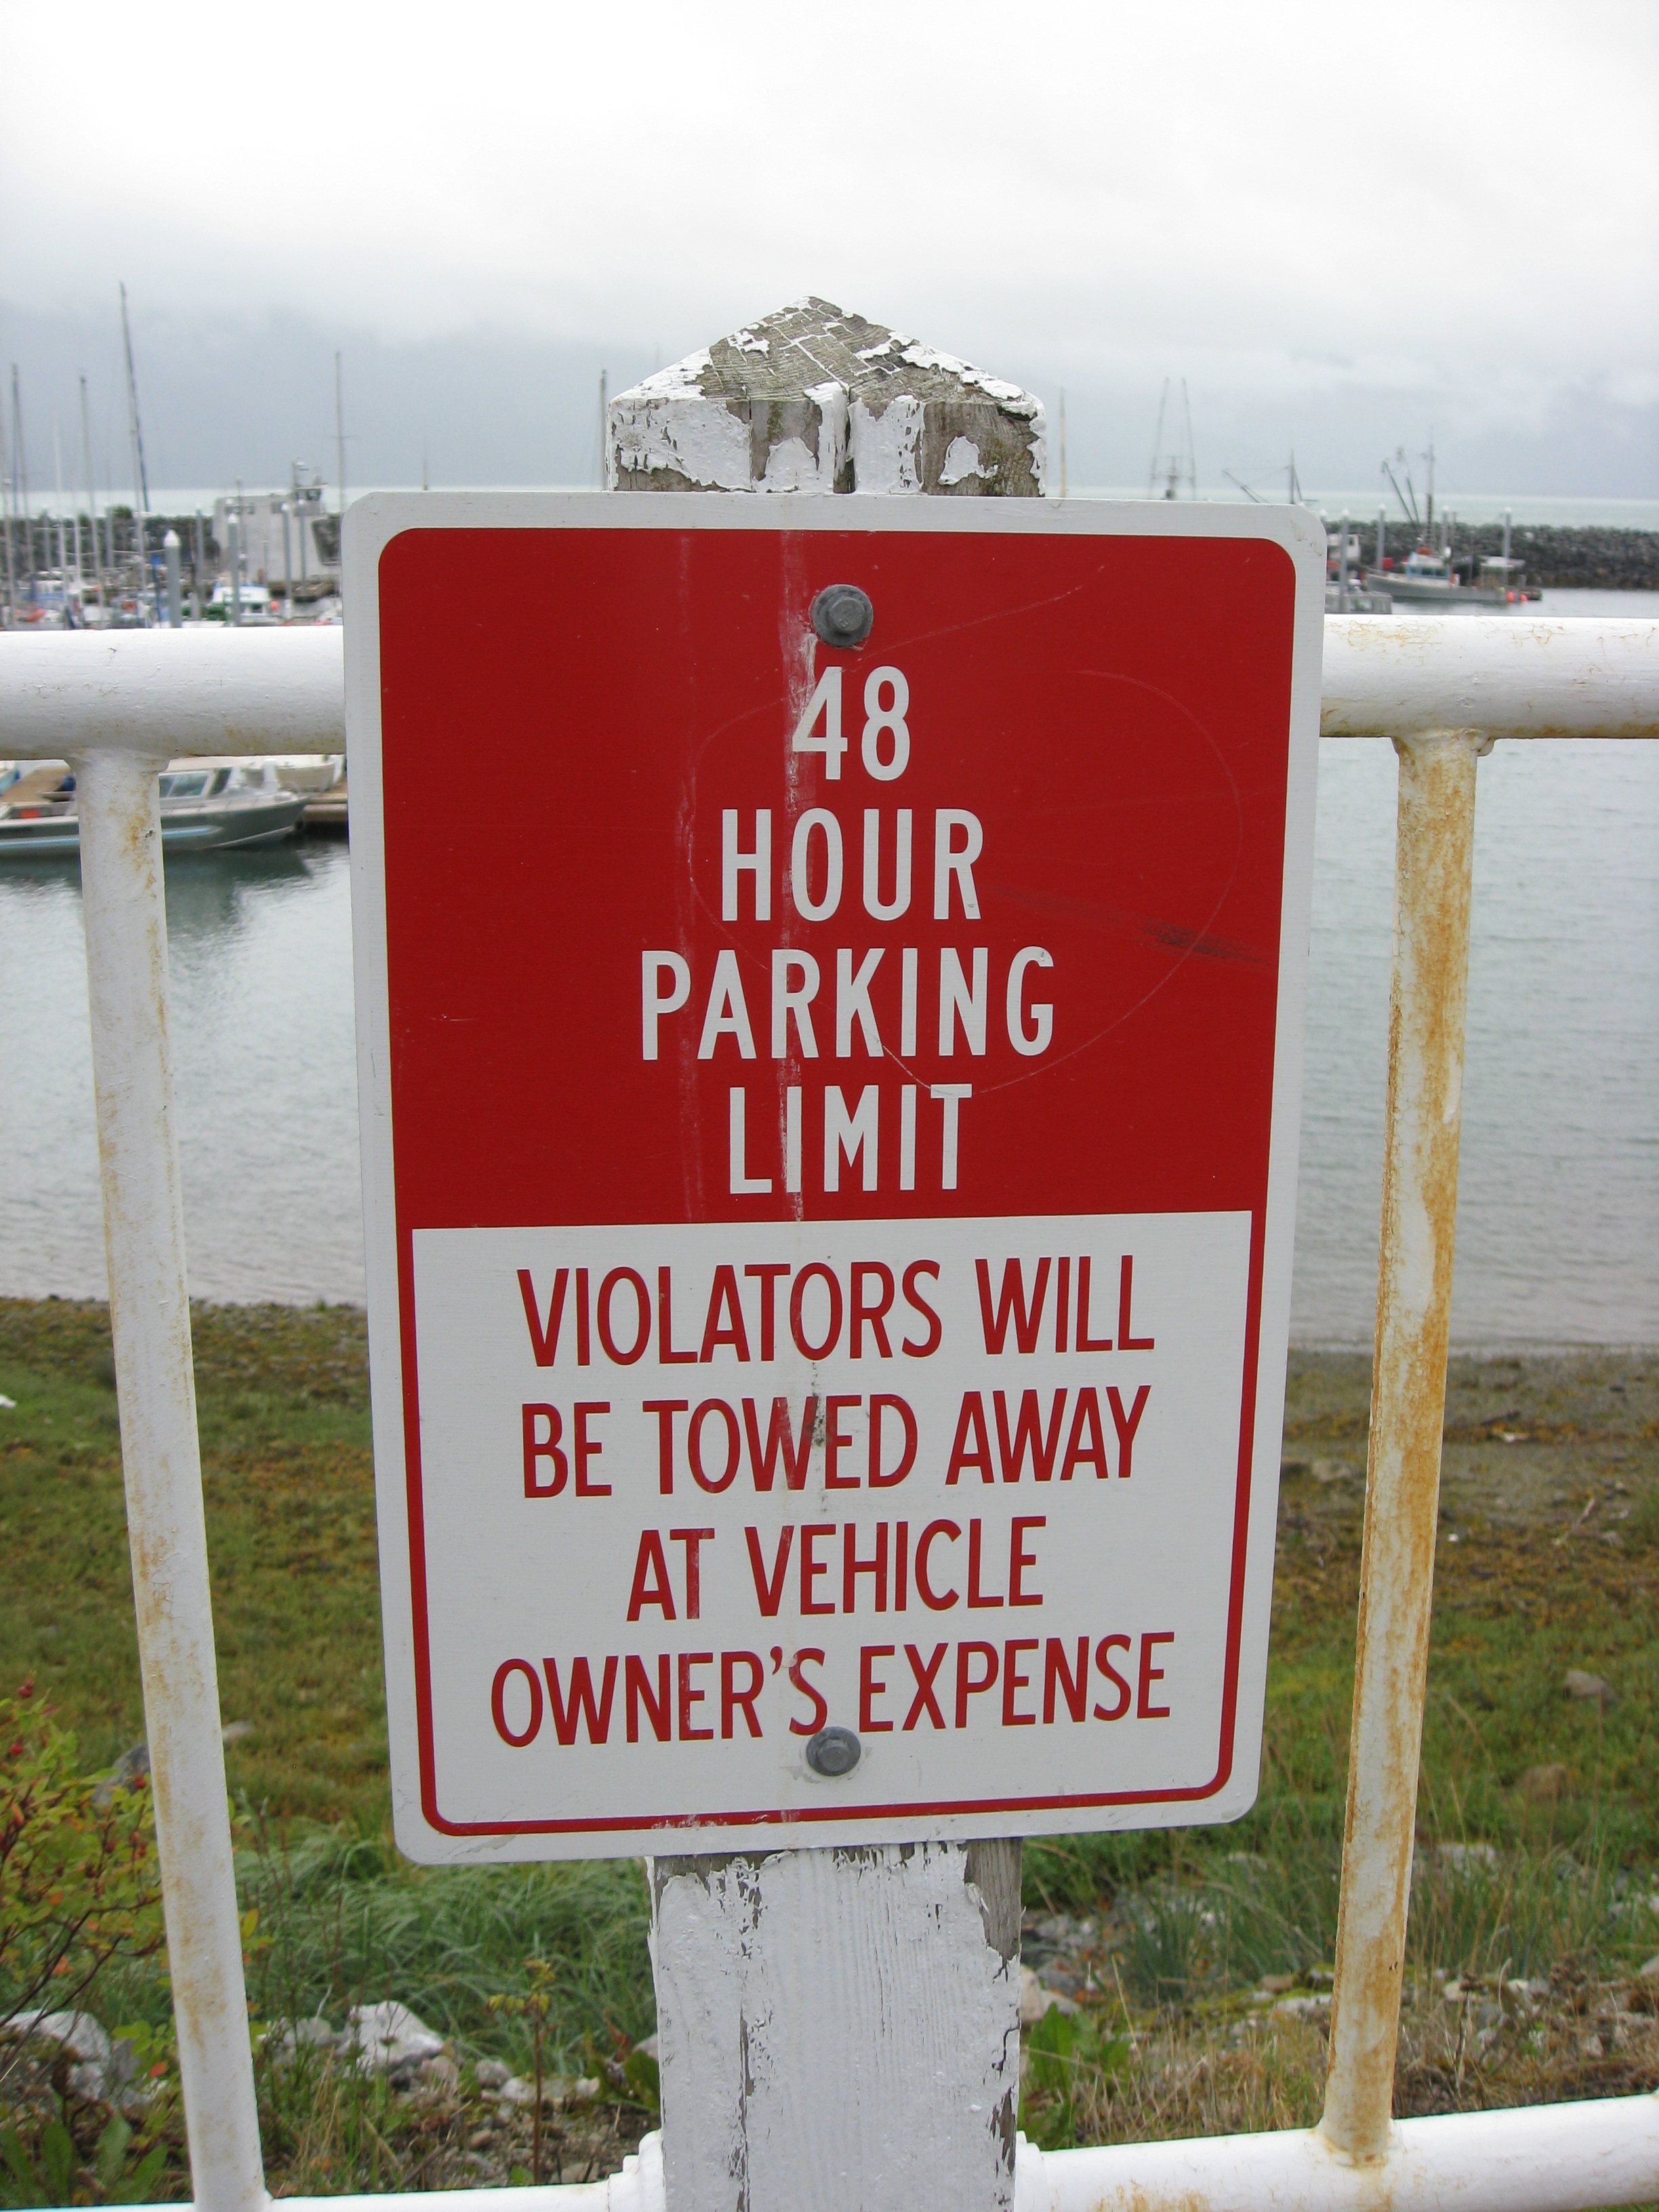 48
HOUR
PARKING
LIMIT
VIOLATORS WILL
BE TOWED AWAY
AT VEHICLE
OWNER'S EXPENSE